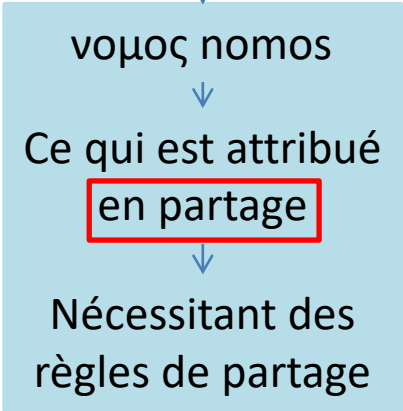 νομος nomos
Ce qui est attribué
en partage
Nécessitant des
règles de partage